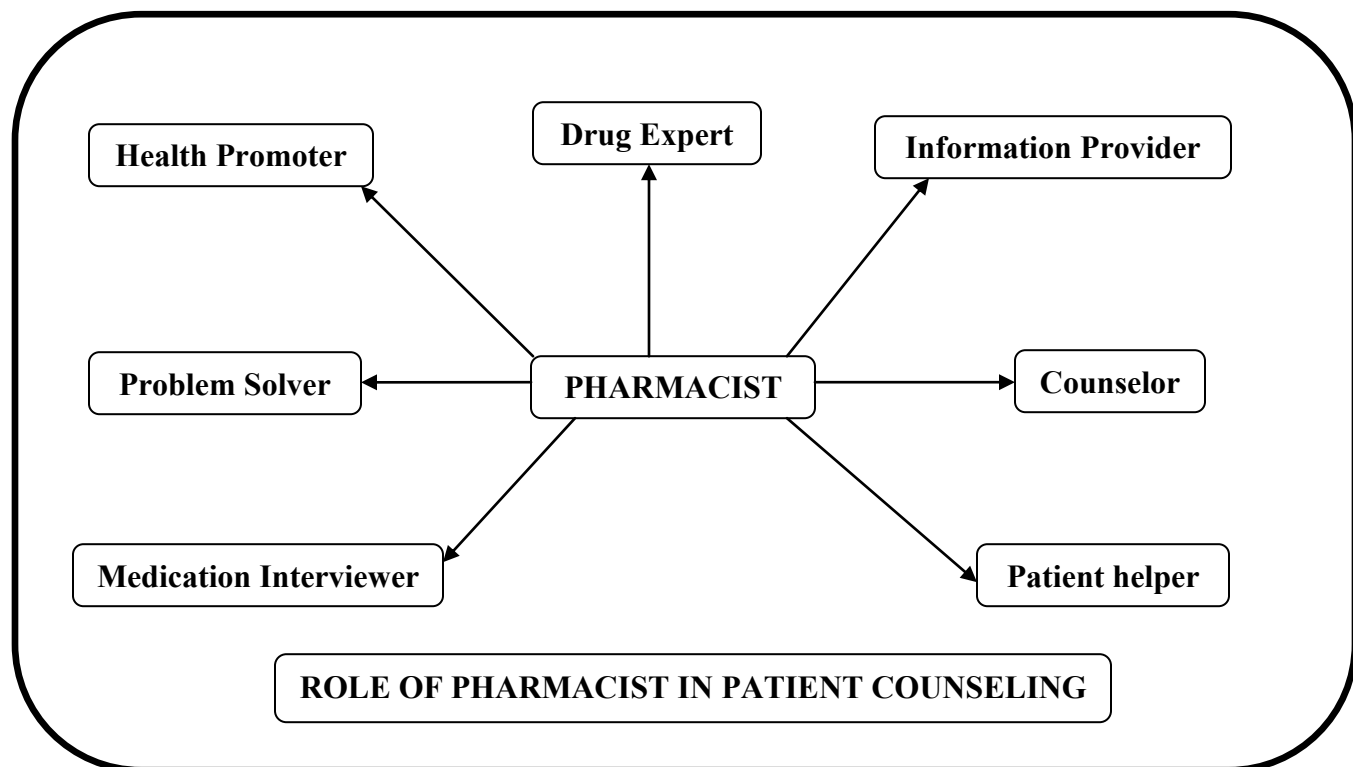 Health Promoter
Drug Expert
Information Provider
Problem Solver
PHARMACIST
Counselor
Medication Interviewer
Patient helper
ROLE OF PHARMACIST IN PATIENT COUNSELING